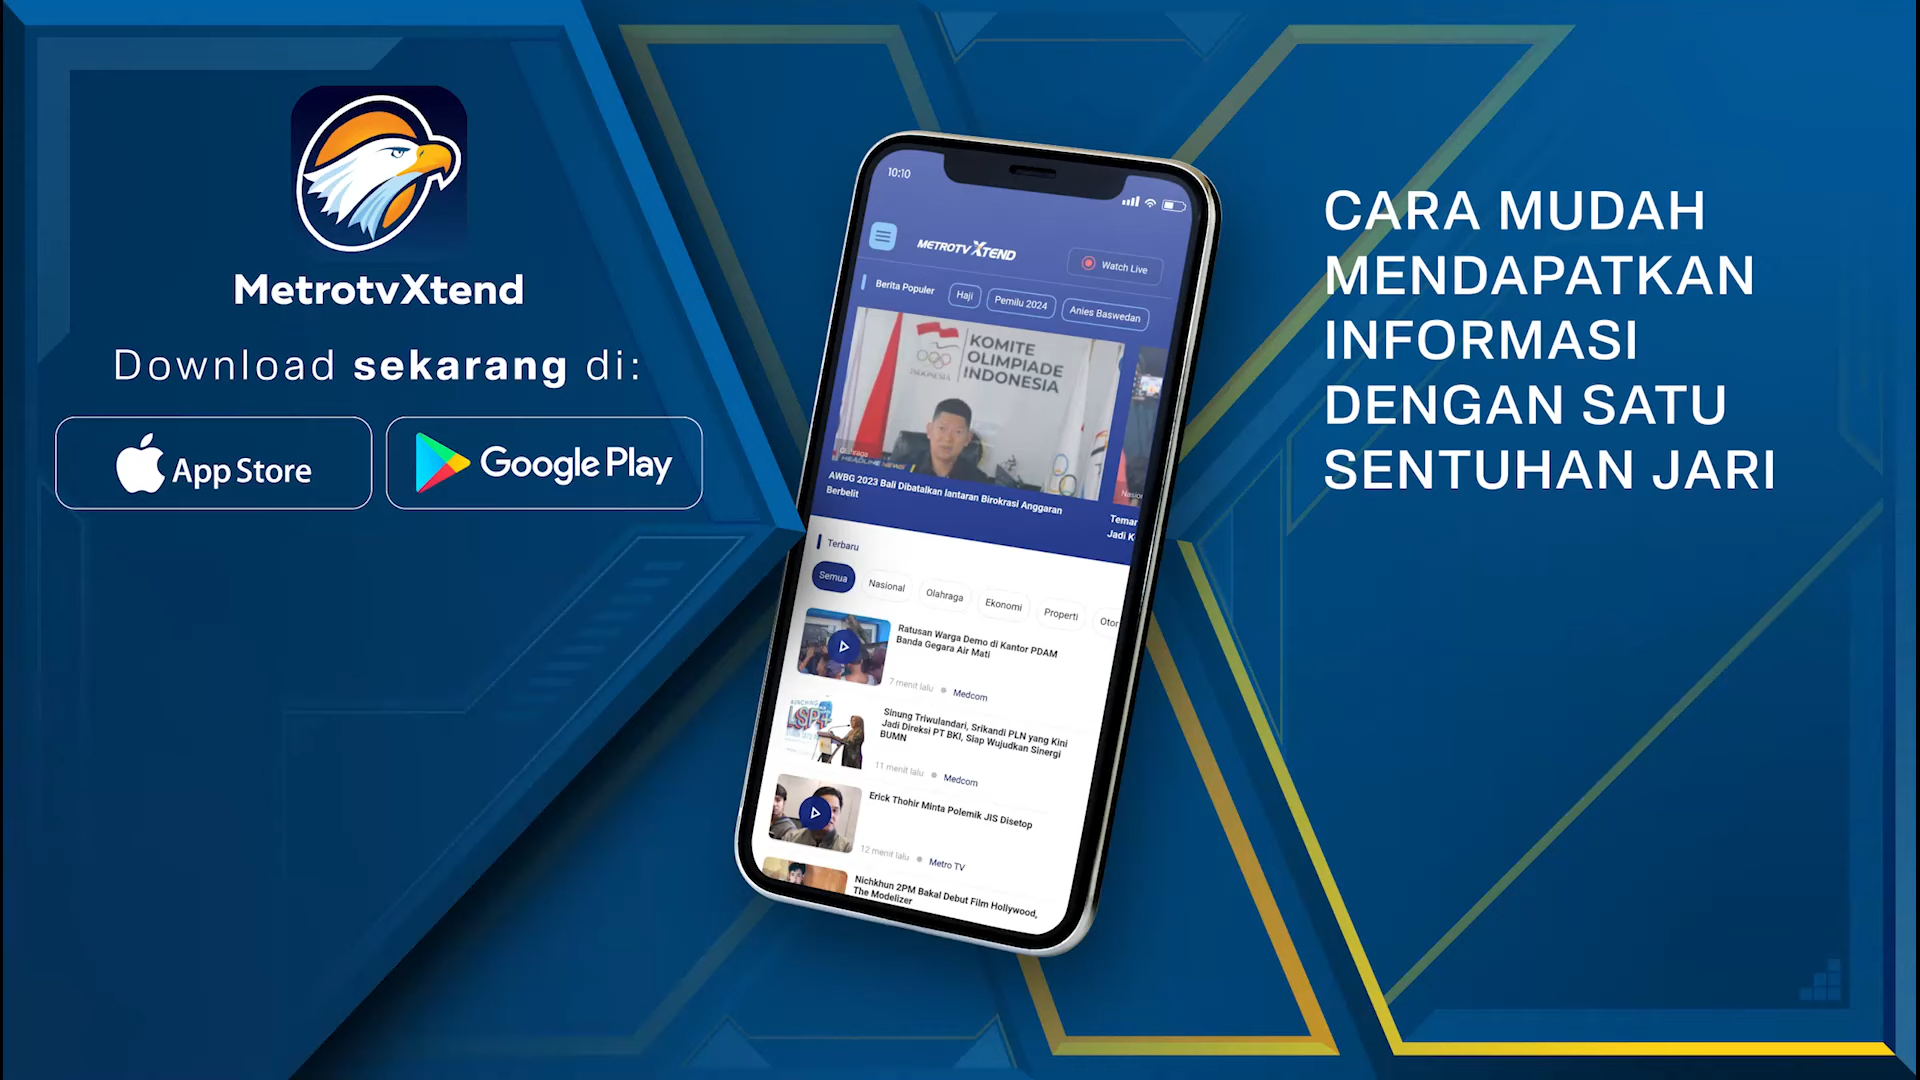 MetrotvXtend
Download sekarang di:
App Store
Google Play
10:10
METROTV XTEND
Watch Live
Berita Populer
Haji
Pemilu 2024
Anies Baswedan
KOMITE
OLIMPIADE
INDONESIA
INDONESIA
Olahraga
HEADLINE NEWS
AWBG 2023 Bali Dibatalkan lantaran Birokrasi Anggaran
Berbelit
Terbaru
Semua
Nasional
Olahraga
Ekonomi
Properti
Ratusan Warga Demo di Kantor PDAM
Banda Gegara Air Mati
7 menit lalu
Medcom
Sinung Triwulandari, Srikandi PLN yang Kini
Jadi Direksi PT BKI, Siap Wujudkan Sinergi
BUMN
11 menit lalu
Medcom
Erick Thohir Minta Polemik JIS Disetop
12 menit lalu
Metro TV
Nichkhun 2PM Bakal Debut Film Hollywood,
The Modelizer
CARA MUDAH
MENDAPATKAN
INFORMASI
DENGAN SATU
SENTUHAN JARI